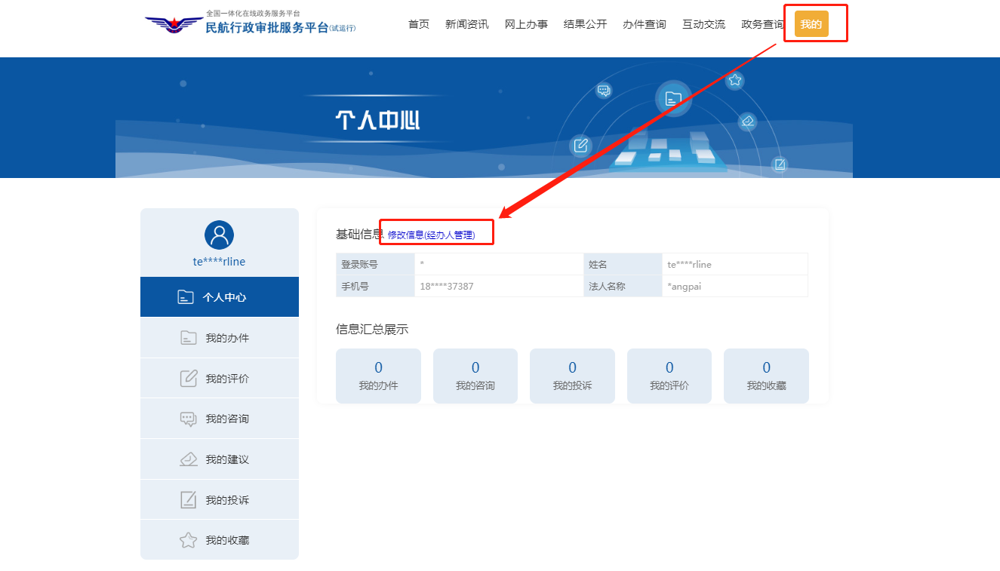 全国一体化在线政务服务平台
民航行政审批服务平台(试运行)
首页 新闻资讯 网上办事 结果公开 办件查询 互动交流 政务查询 我的
个人中心
te****rline
个人中心
我的办件
我的评价
我的咨询
我的建议
我的投诉
我的收藏
基础信息 修改信息(经办人管理)
登录账号 * 姓名 te****rline
手机号 18****37387 法人名称 *angpai
信息汇总展示
0 0 0 0 0
我的办件 我的咨询 我的投诉 我的评价 我的收藏